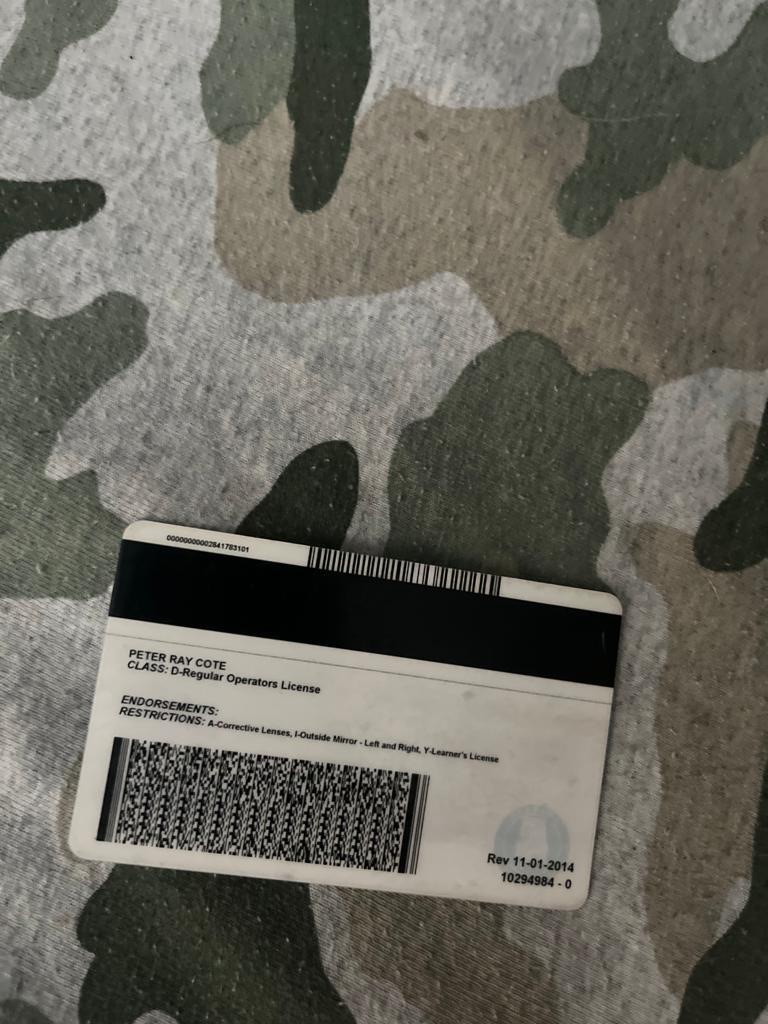 00000000002841783101
PETER RAY COTE
CLASS: D-Regular Operators License
ENDORSEMENTS:
RESTRICTIONS: A-Corrective Lenses, I-Outside Mirror - Left and Right, Y-Learner's License
Rev 11-01-2014
10294984 - 0